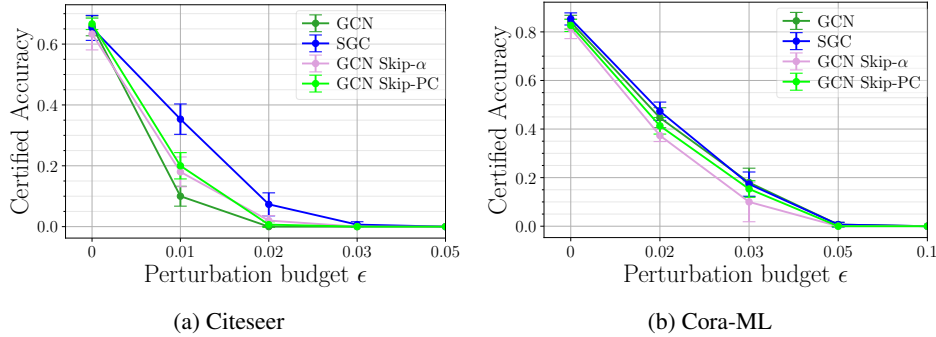 GCN
SGC
GCN Skip-α
GCN Skip-PC
Certified Accuracy
0.6
0.4
0.2
0.0
0
0.01
0.02
0.03
0.05
Perturbation budget ϵ
(a) Citeseer
GCN
SGC
GCN Skip-α
GCN Skip-PC
Certified Accuracy
0.8
0.6
0.4
0.2
0.0
0
0.02
0.03
0.05
0.1
Perturbation budget ϵ
(b) Cora-ML